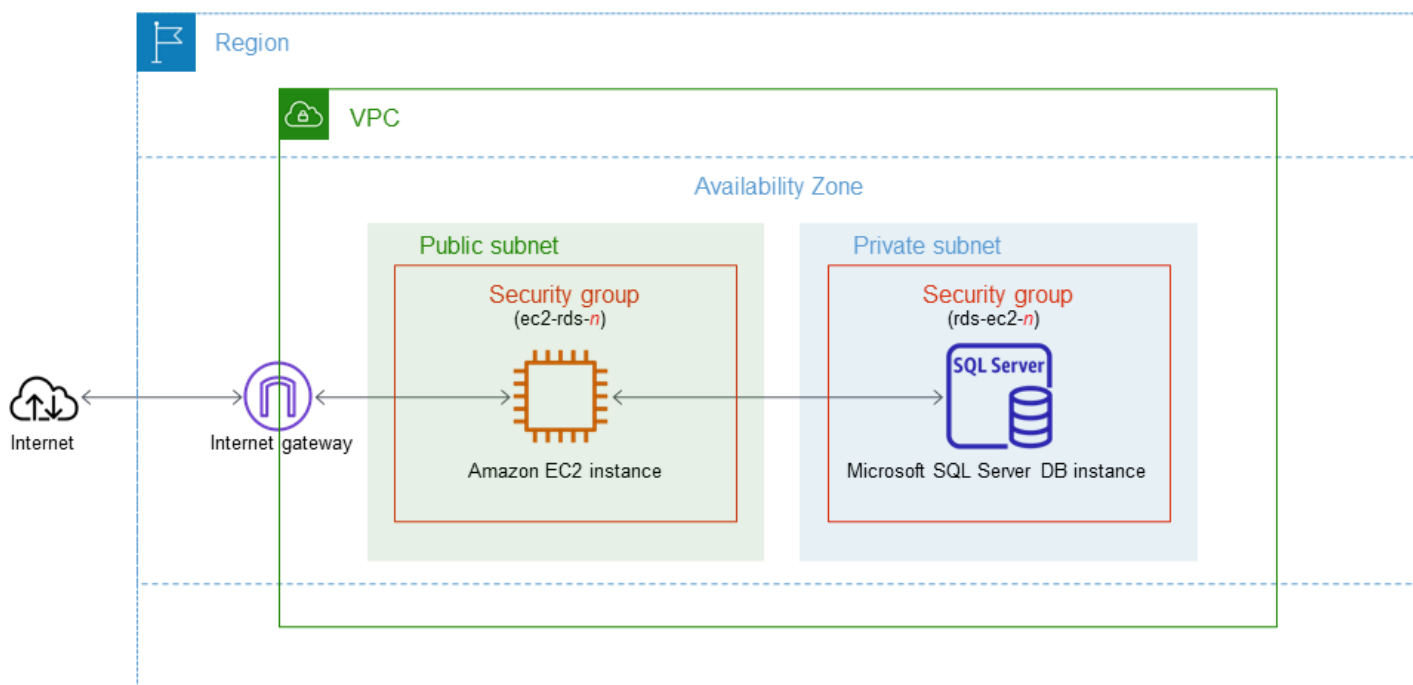 Region
VPC
Availability Zone
Public subnet
Private subnet
Security group
(ec2-rds-n)
Security group
(rds-ec2-n)
SQL Server
Internet
Internet gateway
Amazon EC2 instance
Microsoft SQL Server DB instance